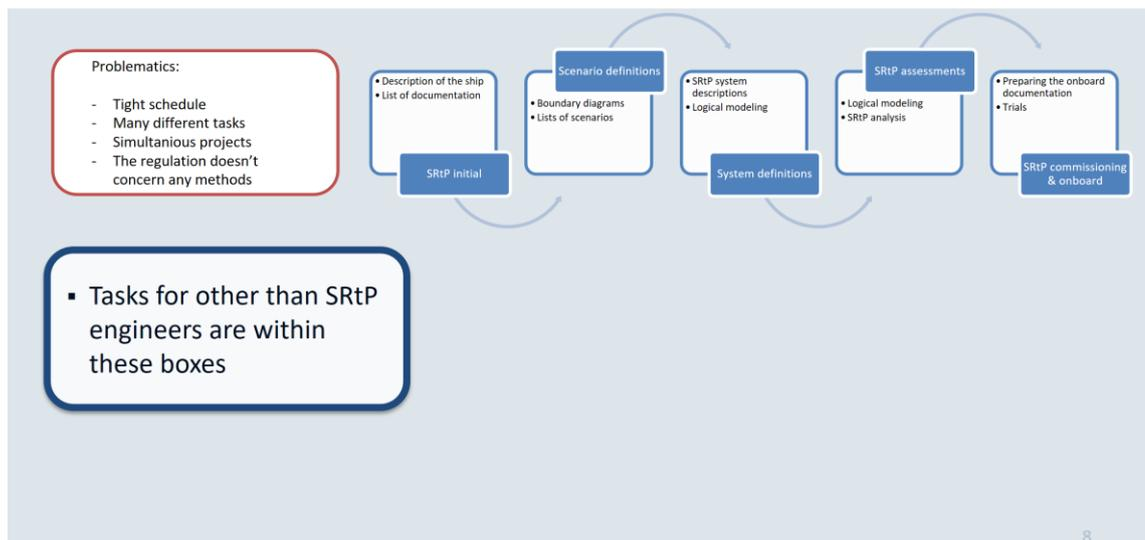 Problematics:
- Tight schedule
- Many different tasks
- Simultanious projects
- The regulation doesn't
concern any methods
• Description of the ship
• List of documentation
SRtP initial
Scenario definitions
• Boundary diagrams
• Lists of scenarios
• SRtP system
descriptions
• Logical modeling
System definitions
SRtP assessments
• Logical modeling
• SRtP analysis
• Preparing the onboard
documentation
• Trials
SRtP commissioning
& onboard
▪ Tasks for other than SRtP
engineers are within
these boxes
8